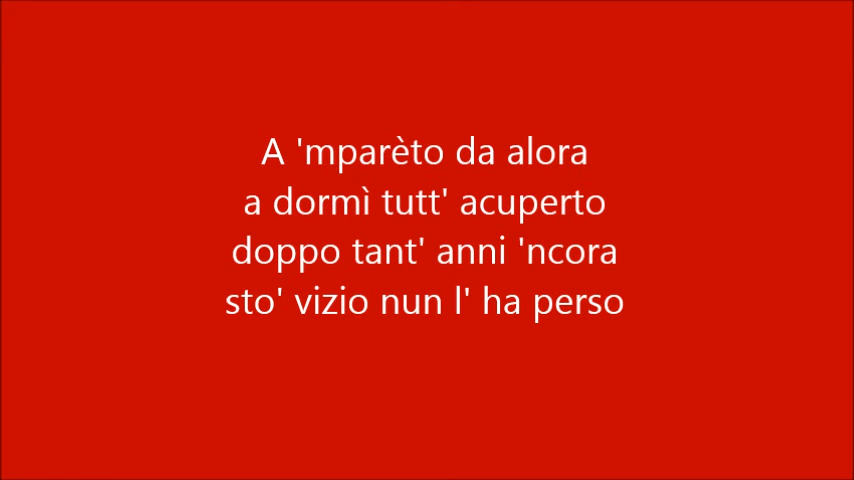 A 'mparèto da alora
a dormì tutt' acuperto
doppo tant' anni 'ncora
sto' vizio nun l' ha perso